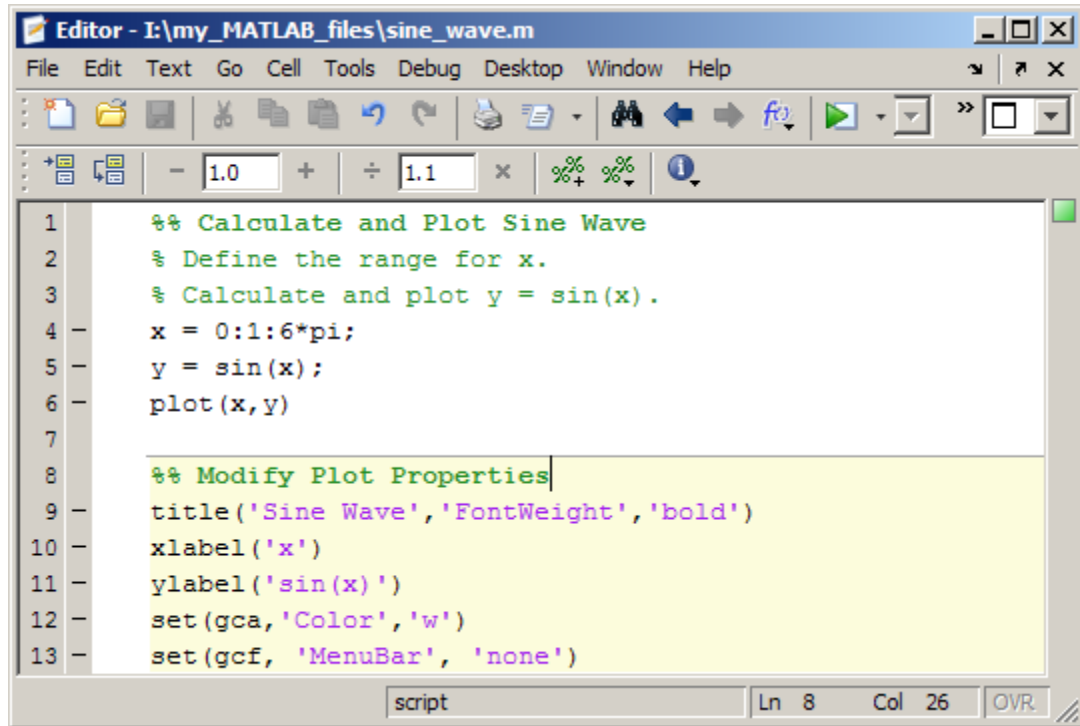 Editor - I:\my_MATLAB_files\sine_wave.m
File Edit Text Go Cell Tools Debug Desktop Window Help
1.0 1.1
1 %% Calculate and Plot Sine Wave
2 % Define the range for x.
3 % Calculate and plot y = sin(x).
4 x = 0:1:6*pi;
5 y = sin(x);
6 plot(x,y)
7
8 %% Modify Plot Properties
9 title('Sine Wave','FontWeight','bold')
10 xlabel('x')
11 ylabel('sin(x)')
12 set(gca,'Color','w')
13 set(gcf, 'MenuBar', 'none')
script Ln 8 Col 26 OVR